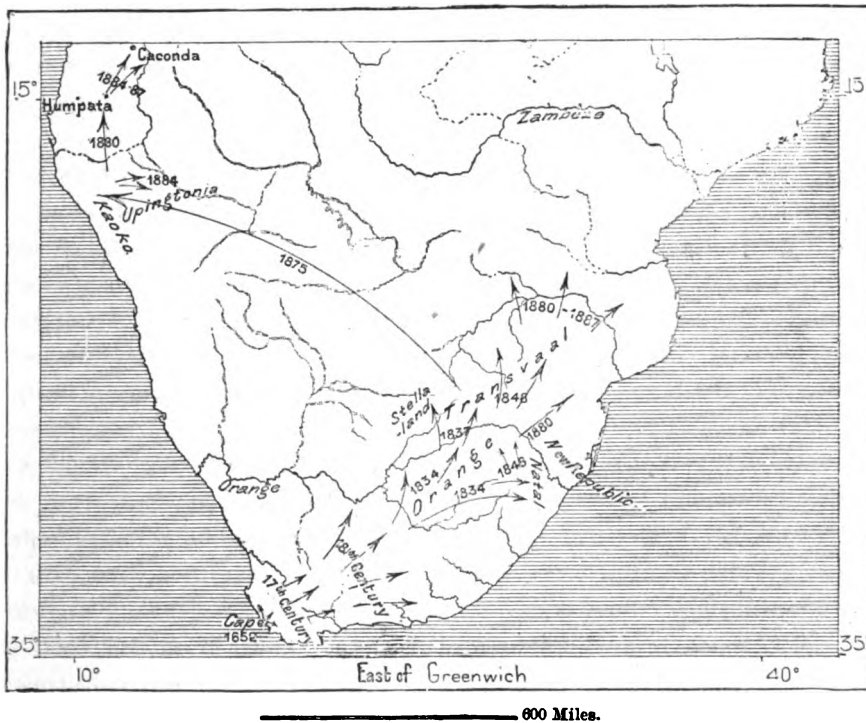 Caconda
1884-87
15°
15
Humpata
Zambeze
1880
1884
Upingtonia
Kaoko
1875
1880-1887
Transvaal
Stella
-land
1848
1837
1880
New Republic
Orange
1834
1845
Natal
1834
Orange
18th Century
17th Century
Cape
1652
35°
35
10°
East of Greenwich
40°
600 Miles.